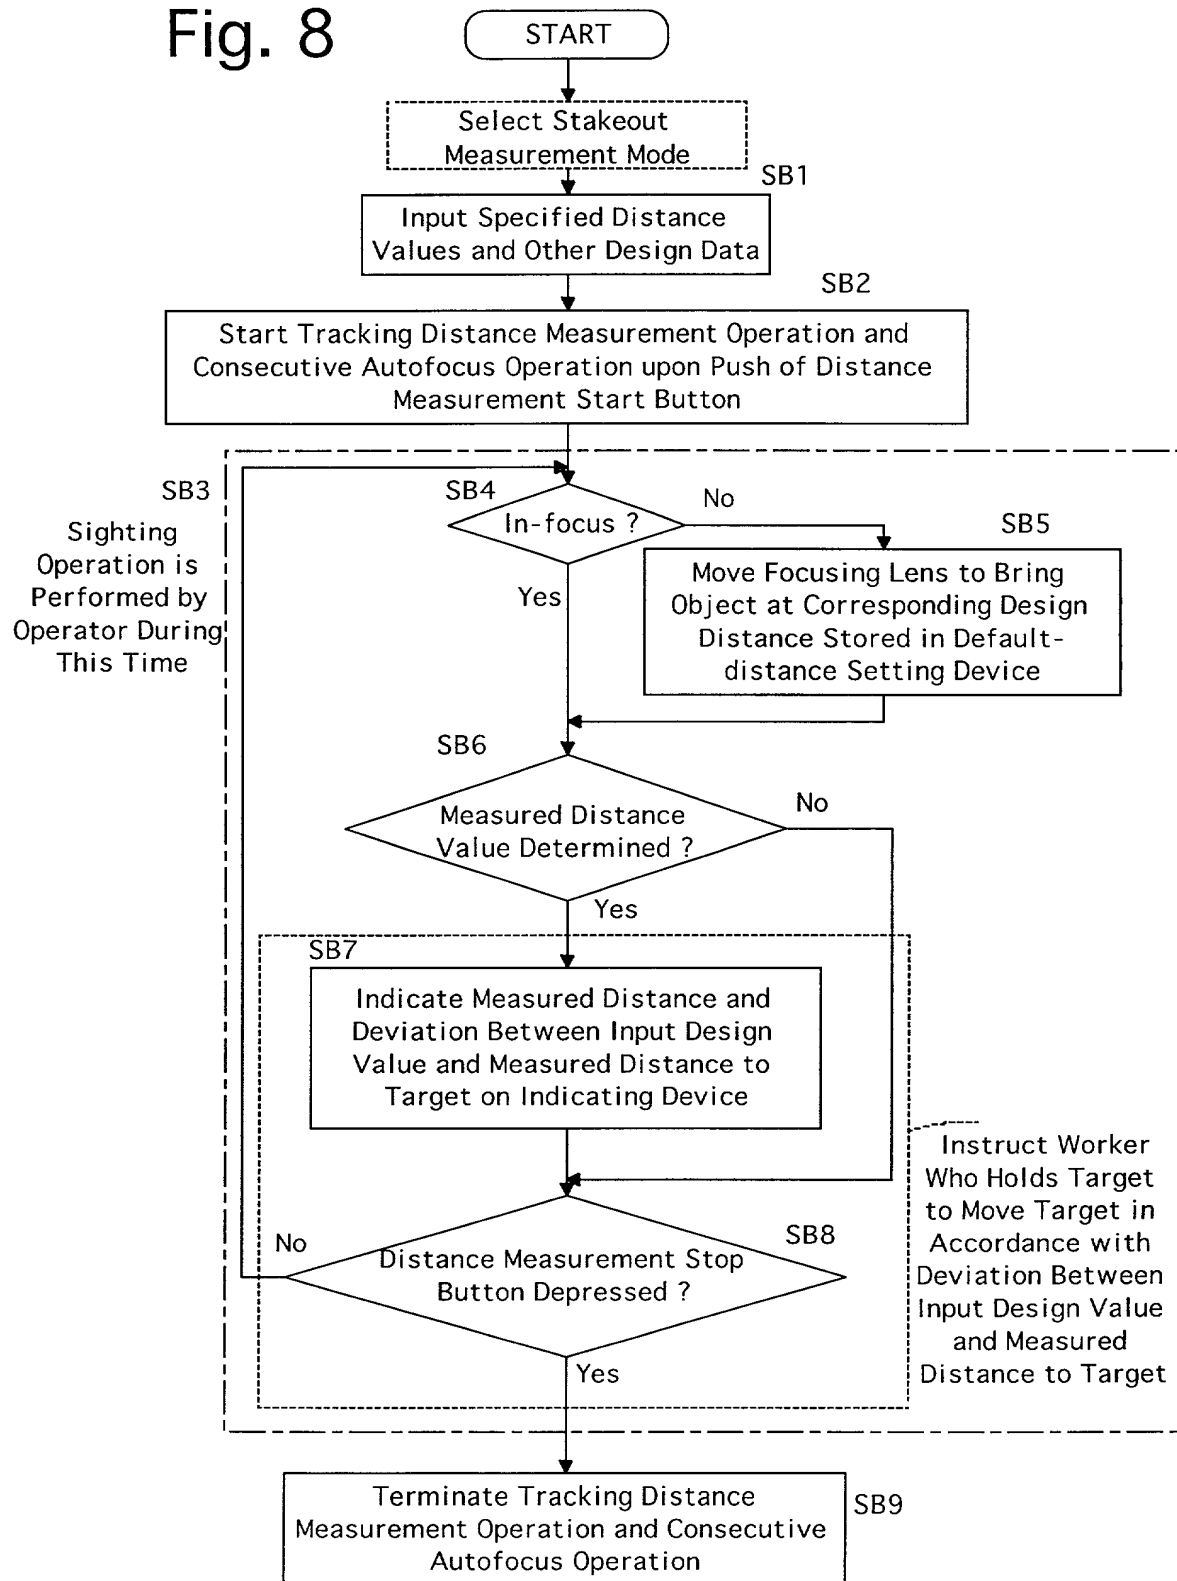 Fig. 8
START
Select Stakeout
Measurement Mode
SB1
Input Specified Distance
Values and Other Design Data
SB2
Start Tracking Distance Measurement Operation and
Consecutive Autofocus Operation upon Push of Distance
Measurement Start Button
SB3
Sighting
Operation is
Performed by
Operator During
This Time
SB4
In-focus ?
No
Yes
SB5
Move Focusing Lens to Bring
Object at Corresponding Design
Distance Stored in Default-
distance Setting Device
SB6
Measured Distance
Value Determined ?
No
Yes
SB7
Indicate Measured Distance and
Deviation Between Input Design
Value and Measured Distance to
Target on Indicating Device
Instruct Worker
Who Holds Target
to Move Target in
Accordance with
Deviation Between
Input Design Value
and Measured
Distance to Target
SB8
No
Distance Measurement Stop
Button Depressed ?
Yes
SB9
Terminate Tracking Distance
Measurement Operation and Consecutive
Autofocus Operation